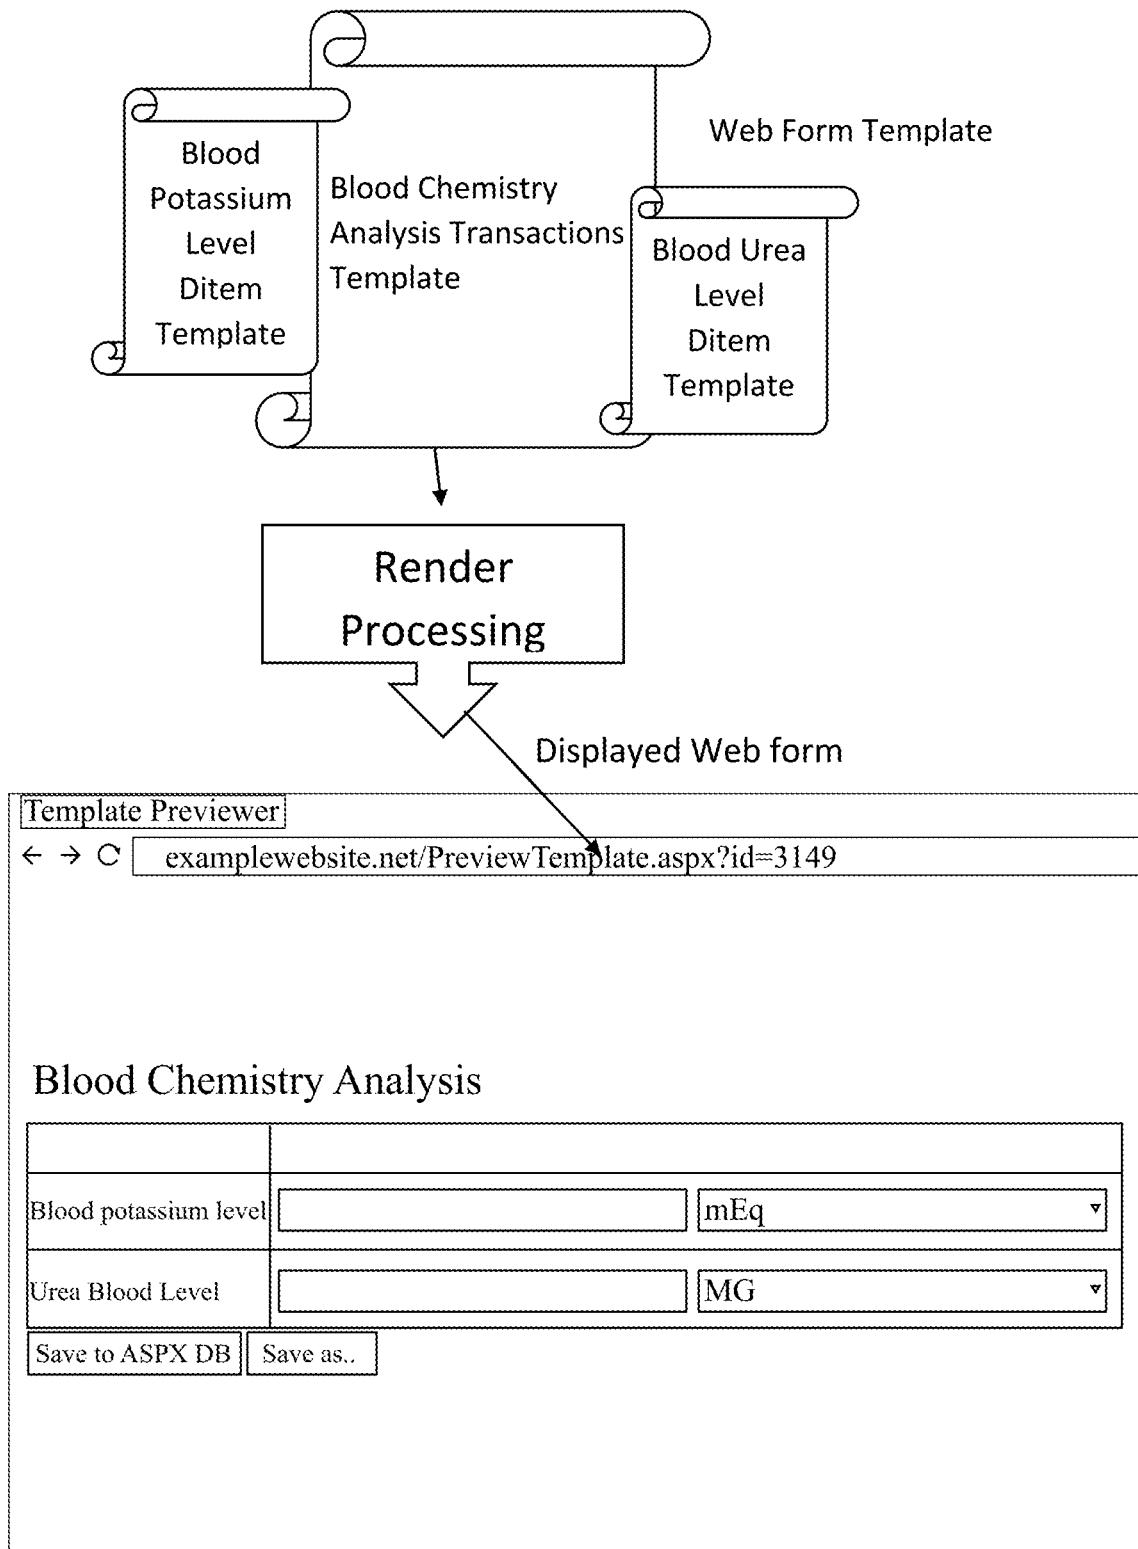 Web Form Template
Blood
Potassium
Level
Ditem
Template
Blood Chemistry
Analysis Transactions
Template
Blood Urea
Level
Ditem
Template
Render
Processing
Displayed Web form
Template Previewer
examplewebsite.net/PreviewTemplate.aspx?id=3149
Blood Chemistry Analysis
Blood potassium level
mEq
Urea Blood Level
MG
Save to ASPX DB
Save as..